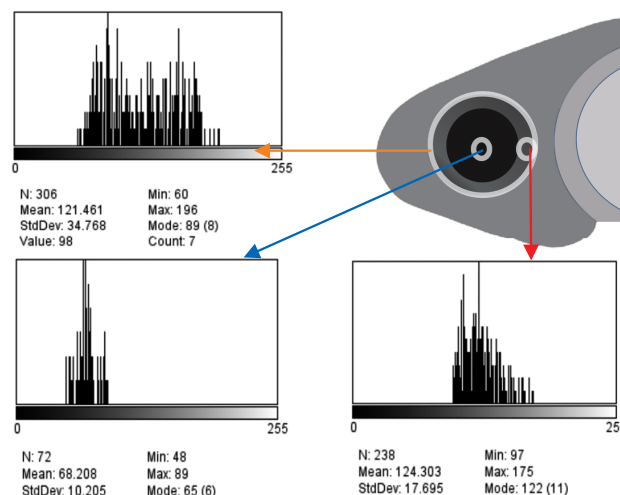 0 255
N: 306 Min: 60
Mean: 121.461 Max: 196
StdDev: 34.768 Mode: 89 (8)
Value: 98 Count: 7
0 255
N: 72 Min: 48
Mean: 68.208 Max: 89
StdDev: 10.205 Mode: 65 (6)
0 25
N: 238 Min: 97
Mean: 124.303 Max: 175
StdDev: 17.695 Mode: 122 (11)